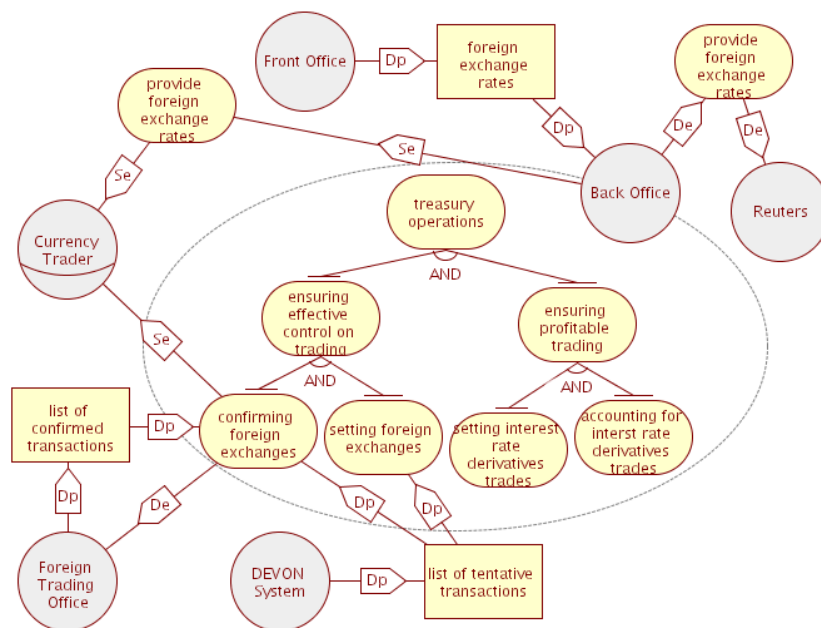 Front Office
Dp
foreign
exchange
rates
provide
foreign
exchange
rates
provide
foreign
exchange
rates
Dp
De
De
Se
Se
Back Office
Reuters
treasury
operations
Currency
Trader
AND
ensuring
effective
control on
trading
ensuring
profitable
trading
Se
AND
AND
list of
confirmed
transactions
Dp
confirming
foreign
exchanges
setting foreign
exchanges
setting interest
rate
derivatives
trades
accounting for
interst rate
derivatives
trades
Dp
De
Dp
Dp
Foreign
Trading
Office
DEVON
System
Dp
list of tentative
transactions